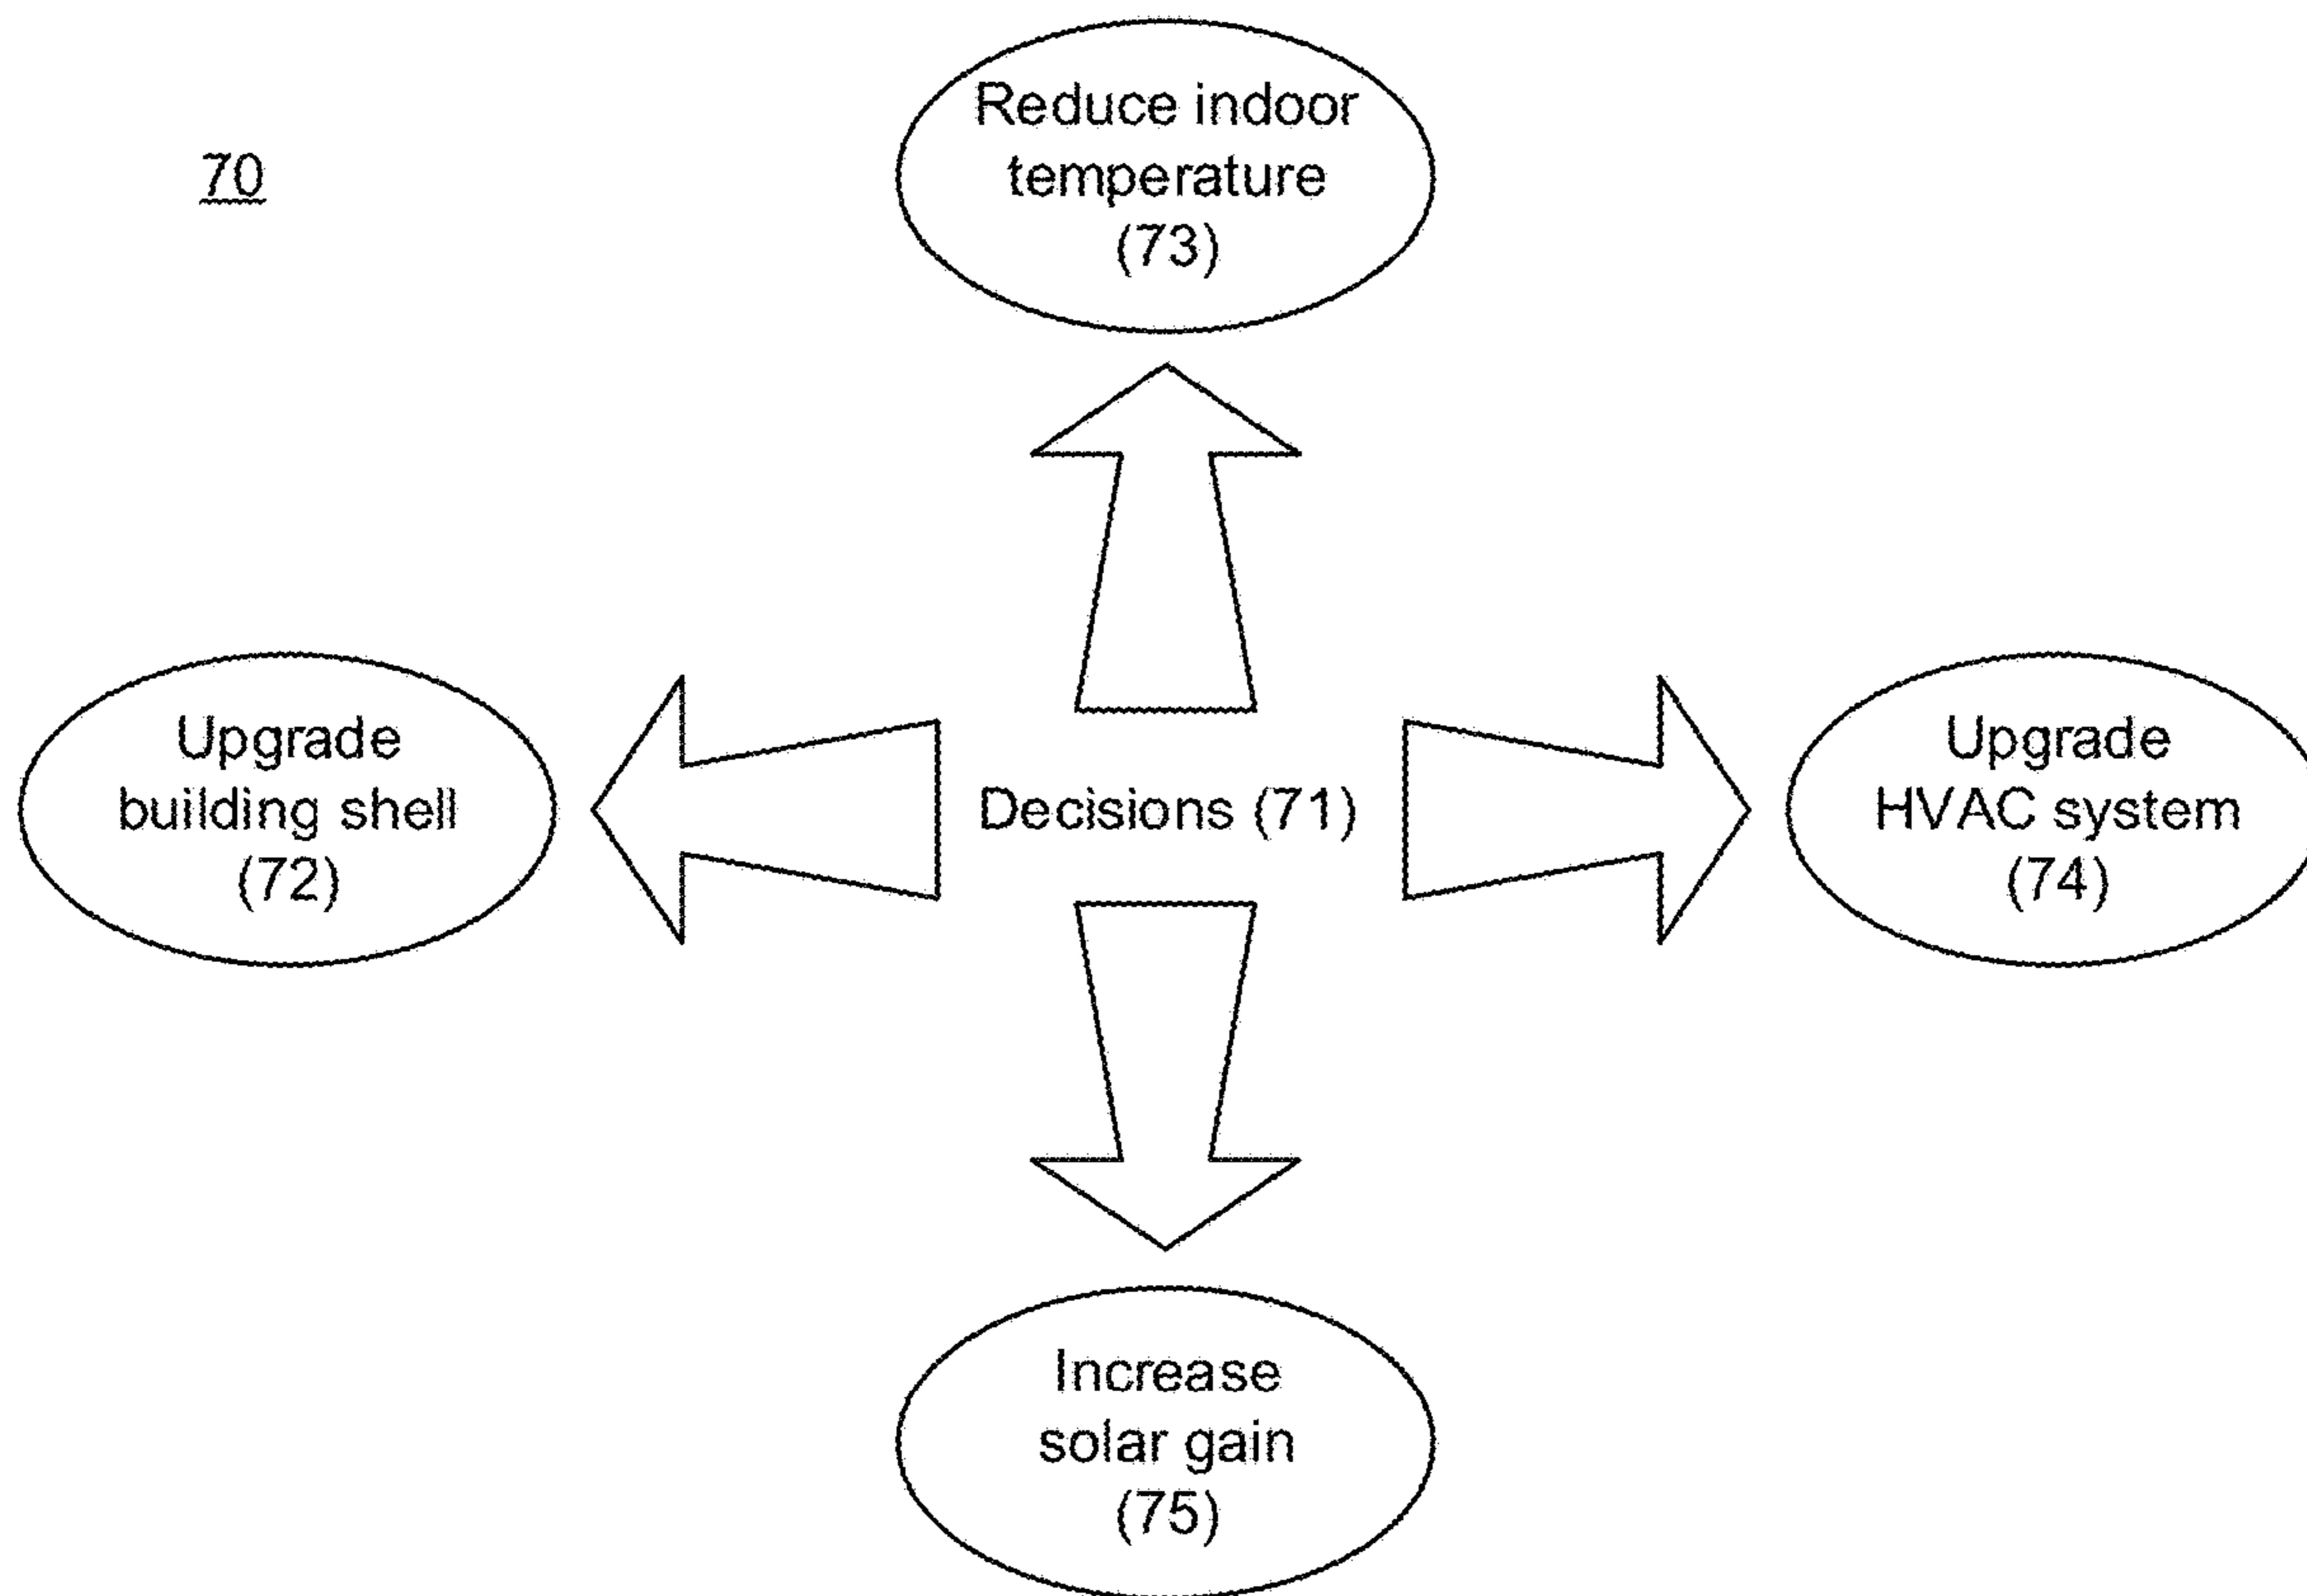 70
Reduce indoor
temperature
(73)
Upgrade
building shell
(72)
Decisions (71)
Upgrade
HVAC system
(74)
Increase
solar gain
(75)